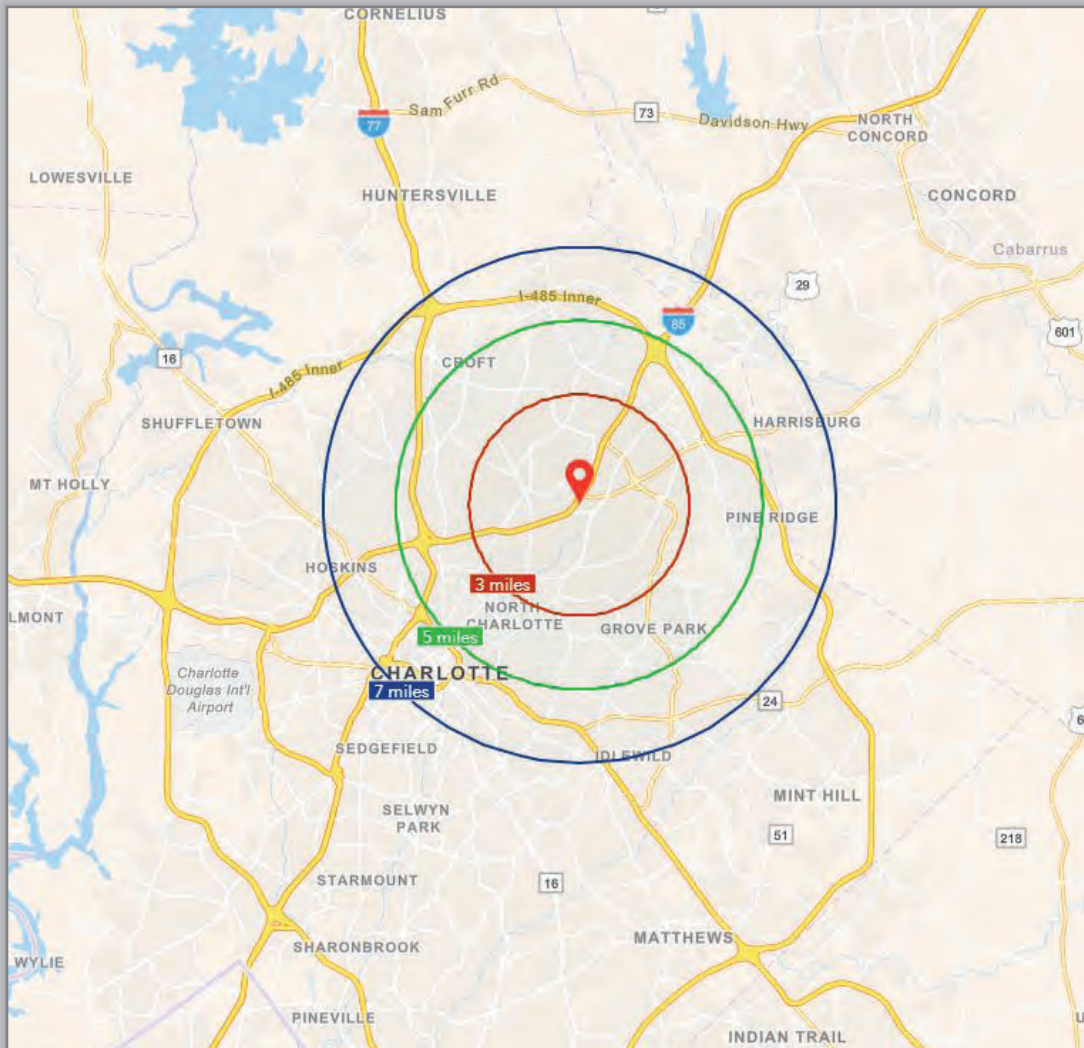 CORNELIUS
Sam Furr Rd
77
73
Davidson Hwy
NORTH
CONCORD
LOWESVILLE
HUNTERSVILLE
CONCORD
Cabarrus
29
I-485 Inner
85
601
16
CROFT
I-485 Inner
SHUFFLETOWN
HARRISBURG
MT HOLLY
PINE RIDGE
HOSKINS
3 miles
NORTH
CHARLOTTE
LMONT
GROVE PARK
5 miles
CHARLOTTE
Charlotte
Douglas Int'l
Airport
7 miles
24
6
SEDGEFIELD
IDLEWILD
MINT HILL
SELWYN
PARK
51
218
STARMOUNT
16
MATTHEWS
SHARONBROOK
WYLIE
PINEVILLE
U
INDIAN TRAIL